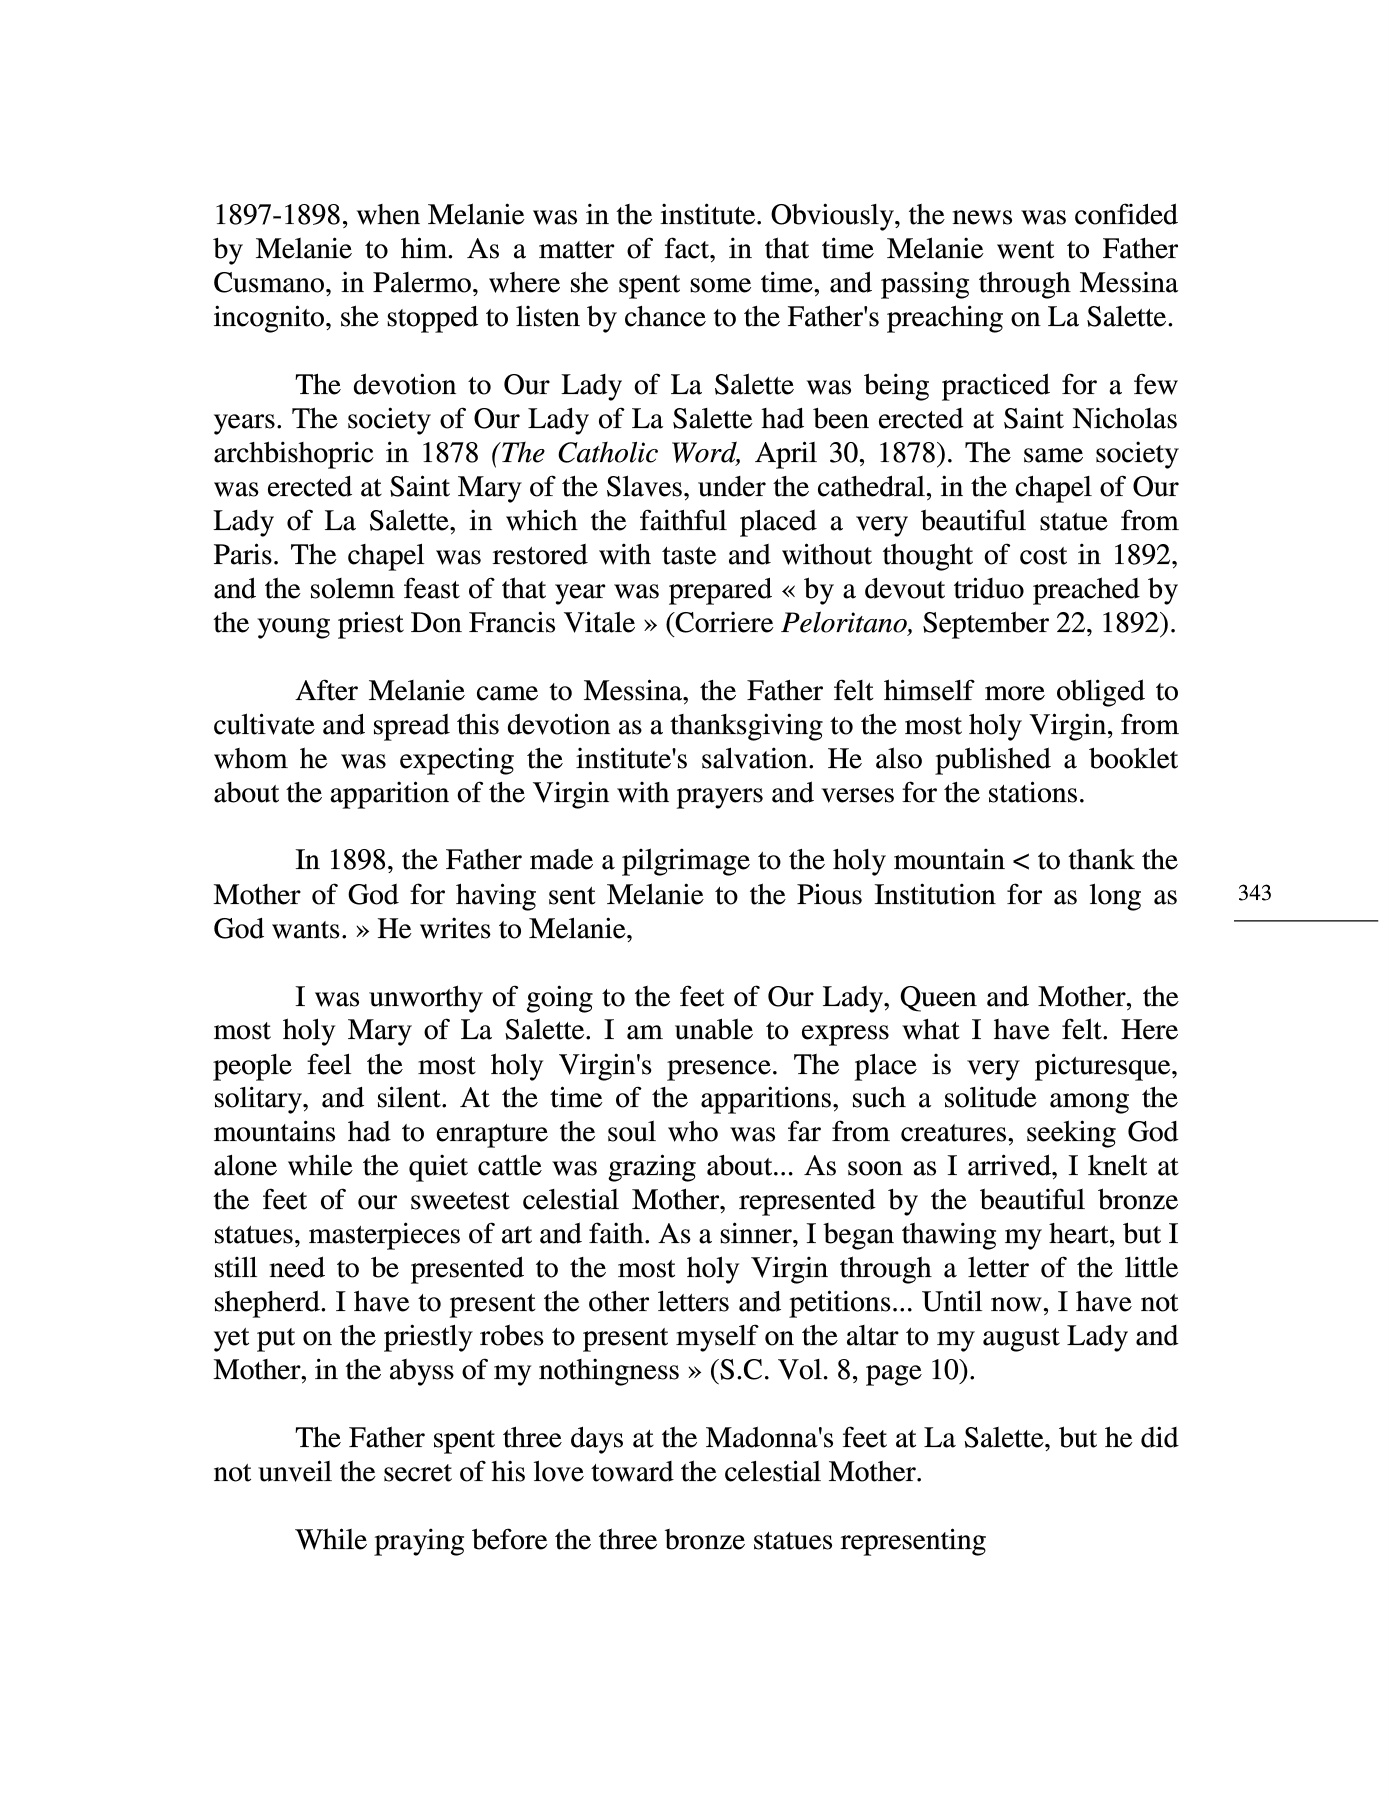 1897-1898, when Melanie was in the institute. Obviously, the news was confided
by Melanie to him. As a matter of fact, in that time Melanie went to Father
Cusmano, in Palermo, where she spent some time, and passing through Messina
incognito, she stopped to listen by chance to the Father's preaching on La Salette.
The devotion to Our Lady of La Salette was being practiced for a few
years. The society of Our Lady of La Salette had been erected at Saint Nicholas
archbishopric in 1878 (The Catholic Word, April 30, 1878). The same society
was erected at Saint Mary of the Slaves, under the cathedral, in the chapel of Our
Lady of La Salette, in which the faithful placed a very beautiful statue from
Paris. The chapel was restored with taste and without thought of cost in 1892,
and the solemn feast of that year was prepared « by a devout triduo preached by
the young priest Don Francis Vitale » (Corriere Peloritano, September 22, 1892).
After Melanie came to Messina, the Father felt himself more obliged to
cultivate and spread this devotion as a thanksgiving to the most holy Virgin, from
whom he was expecting the institute's salvation. He also published a booklet
about the apparition of the Virgin with prayers and verses for the stations.
In 1898, the Father made a pilgrimage to the holy mountain < to thank the
Mother of God for having sent Melanie to the Pious Institution for as long as
God wants. » He writes to Melanie,
343
I was unworthy of going to the feet of Our Lady, Queen and Mother, the
most holy Mary of La Salette. I am unable to express what I have felt. Here
people feel the most holy Virgin's presence. The place is very picturesque,
solitary, and silent. At the time of the apparitions, such a solitude among the
mountains had to enrapture the soul who was far from creatures, seeking God
alone while the quiet cattle was grazing about... As soon as I arrived, I knelt at
the feet of our sweetest celestial Mother, represented by the beautiful bronze
statues, masterpieces of art and faith. As a sinner, I began thawing my heart, but I
still need to be presented to the most holy Virgin through a letter of the little
shepherd. I have to present the other letters and petitions... Until now, I have not
yet put on the priestly robes to present myself on the altar to my august Lady and
Mother, in the abyss of my nothingness » (S.C. Vol. 8, page 10).
The Father spent three days at the Madonna's feet at La Salette, but he did
not unveil the secret of his love toward the celestial Mother.
While praying before the three bronze statues representing